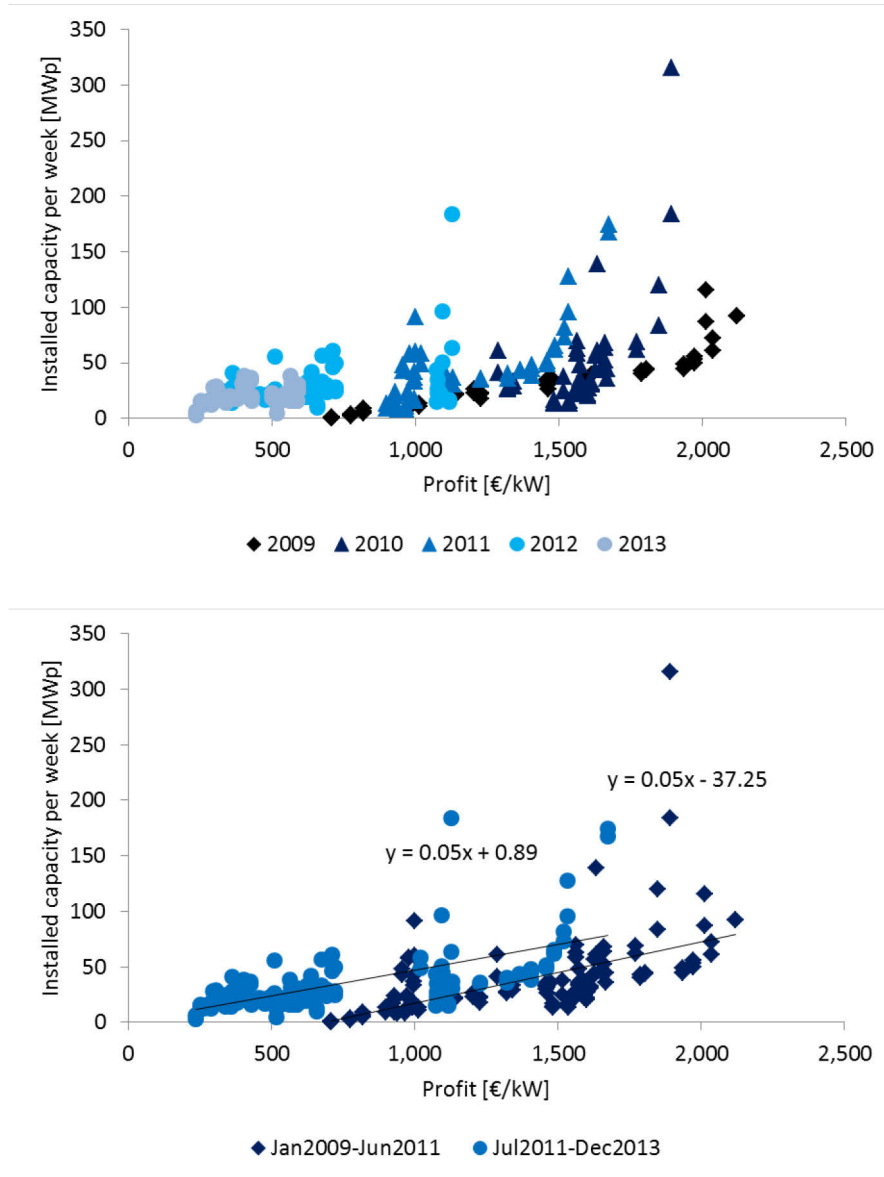 350
300
250
200
150
100
50
0
Installed capacity per week [MWp]
0 500 1,000 1,500 2,000 2,500
Profit [€/kW]
2009 2010 2011 2012 2013
350
300
250
200
150
100
50
0
Installed capacity per week [MWp]
y = 0.05x - 37.25
y = 0.05x + 0.89
0 500 1,000 1,500 2,000 2,500
Profit [€/kW]
Jan2009-Jun2011 Jul2011-Dec2013